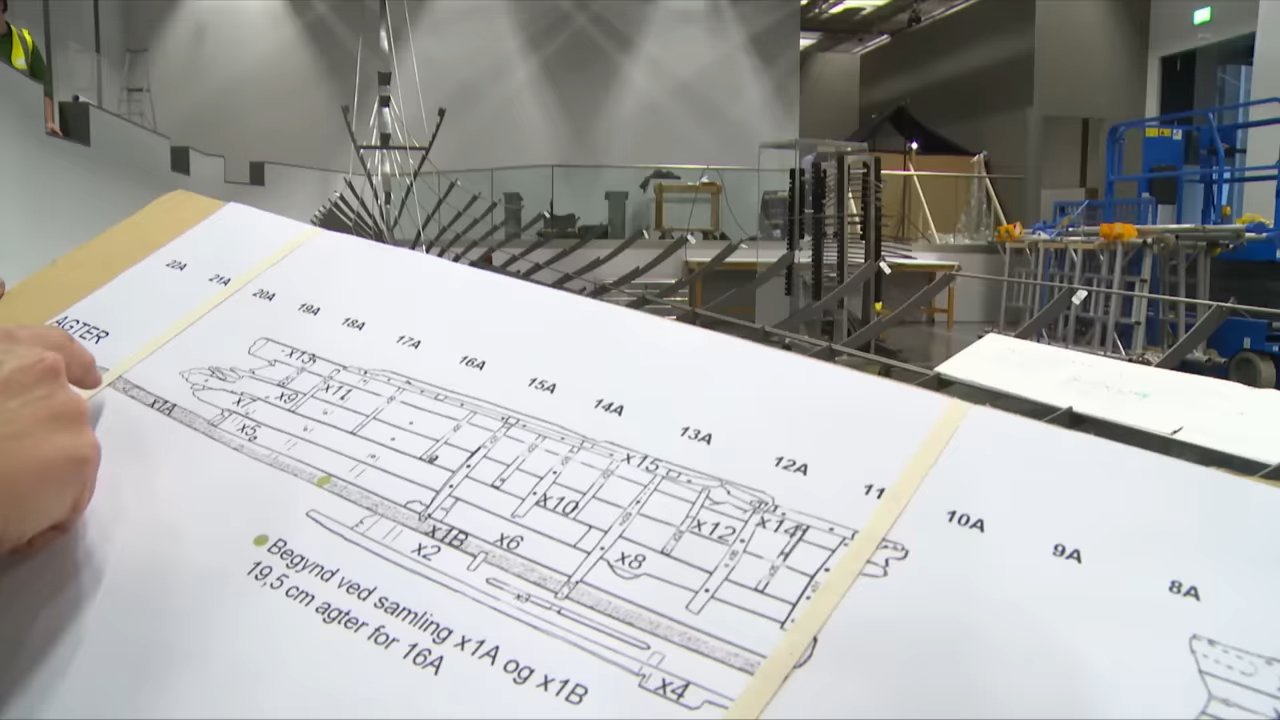 22A 21A 20A 19A 18A 17A 16A 15A 14A 13A 12A 11 10A 9A 8A
AGTER
x13
x11
x9
x7
x5
x1A
x15
x10
x12
x14
x1B
x6
x8
x2
x3
x4
Begynd ved samling x1A og x1B
19,5 cm agter for 16A